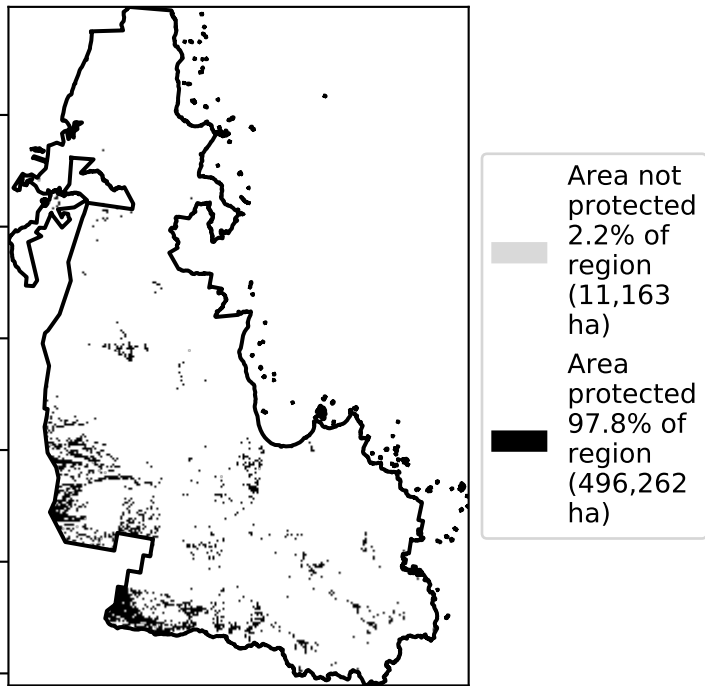 Area not
protected
2.2% of
region
(11,163
ha)
Area
protected
97.8% of
region
(496,262
ha)